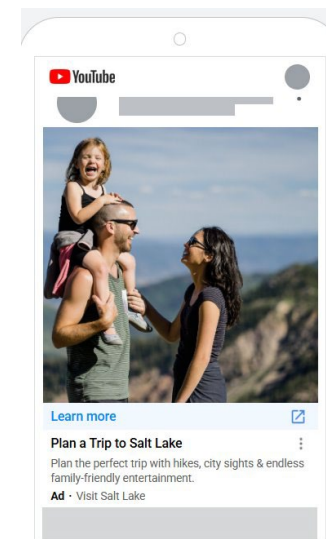 YouTube
Learn more
Plan a Trip to Salt Lake
Plan the perfect trip with hikes, city sights & endless
family-friendly entertainment.
Ad · Visit Salt Lake